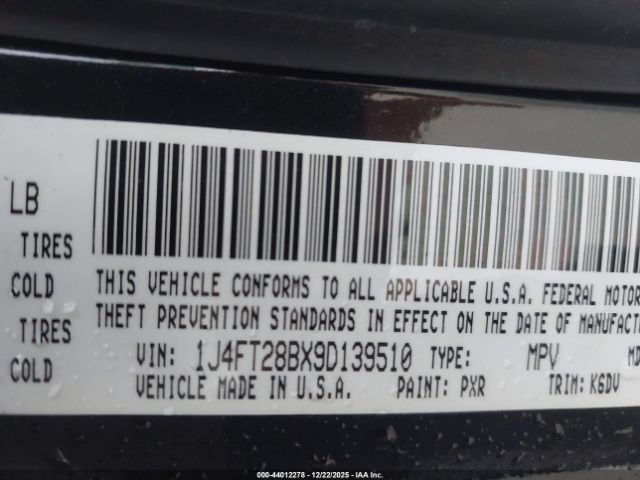 LB
TIRES
COLD
THIS VEHICLE CONFORMS TO ALL APPLICABLE U.S.A. FEDERAL MOTOR
TIRES
THEFT PREVENTION STANDARDS IN EFFECT ON THE DATE OF MANUFACTUR
COLD
VIN: 1J4FT28BX9D139510 TYPE: MPV MD
VEHICLE MADE IN U.S.A. PAINT: PXR TRIM: K6DV
000-44012278 - 12/22/2025 - © IAA Inc.